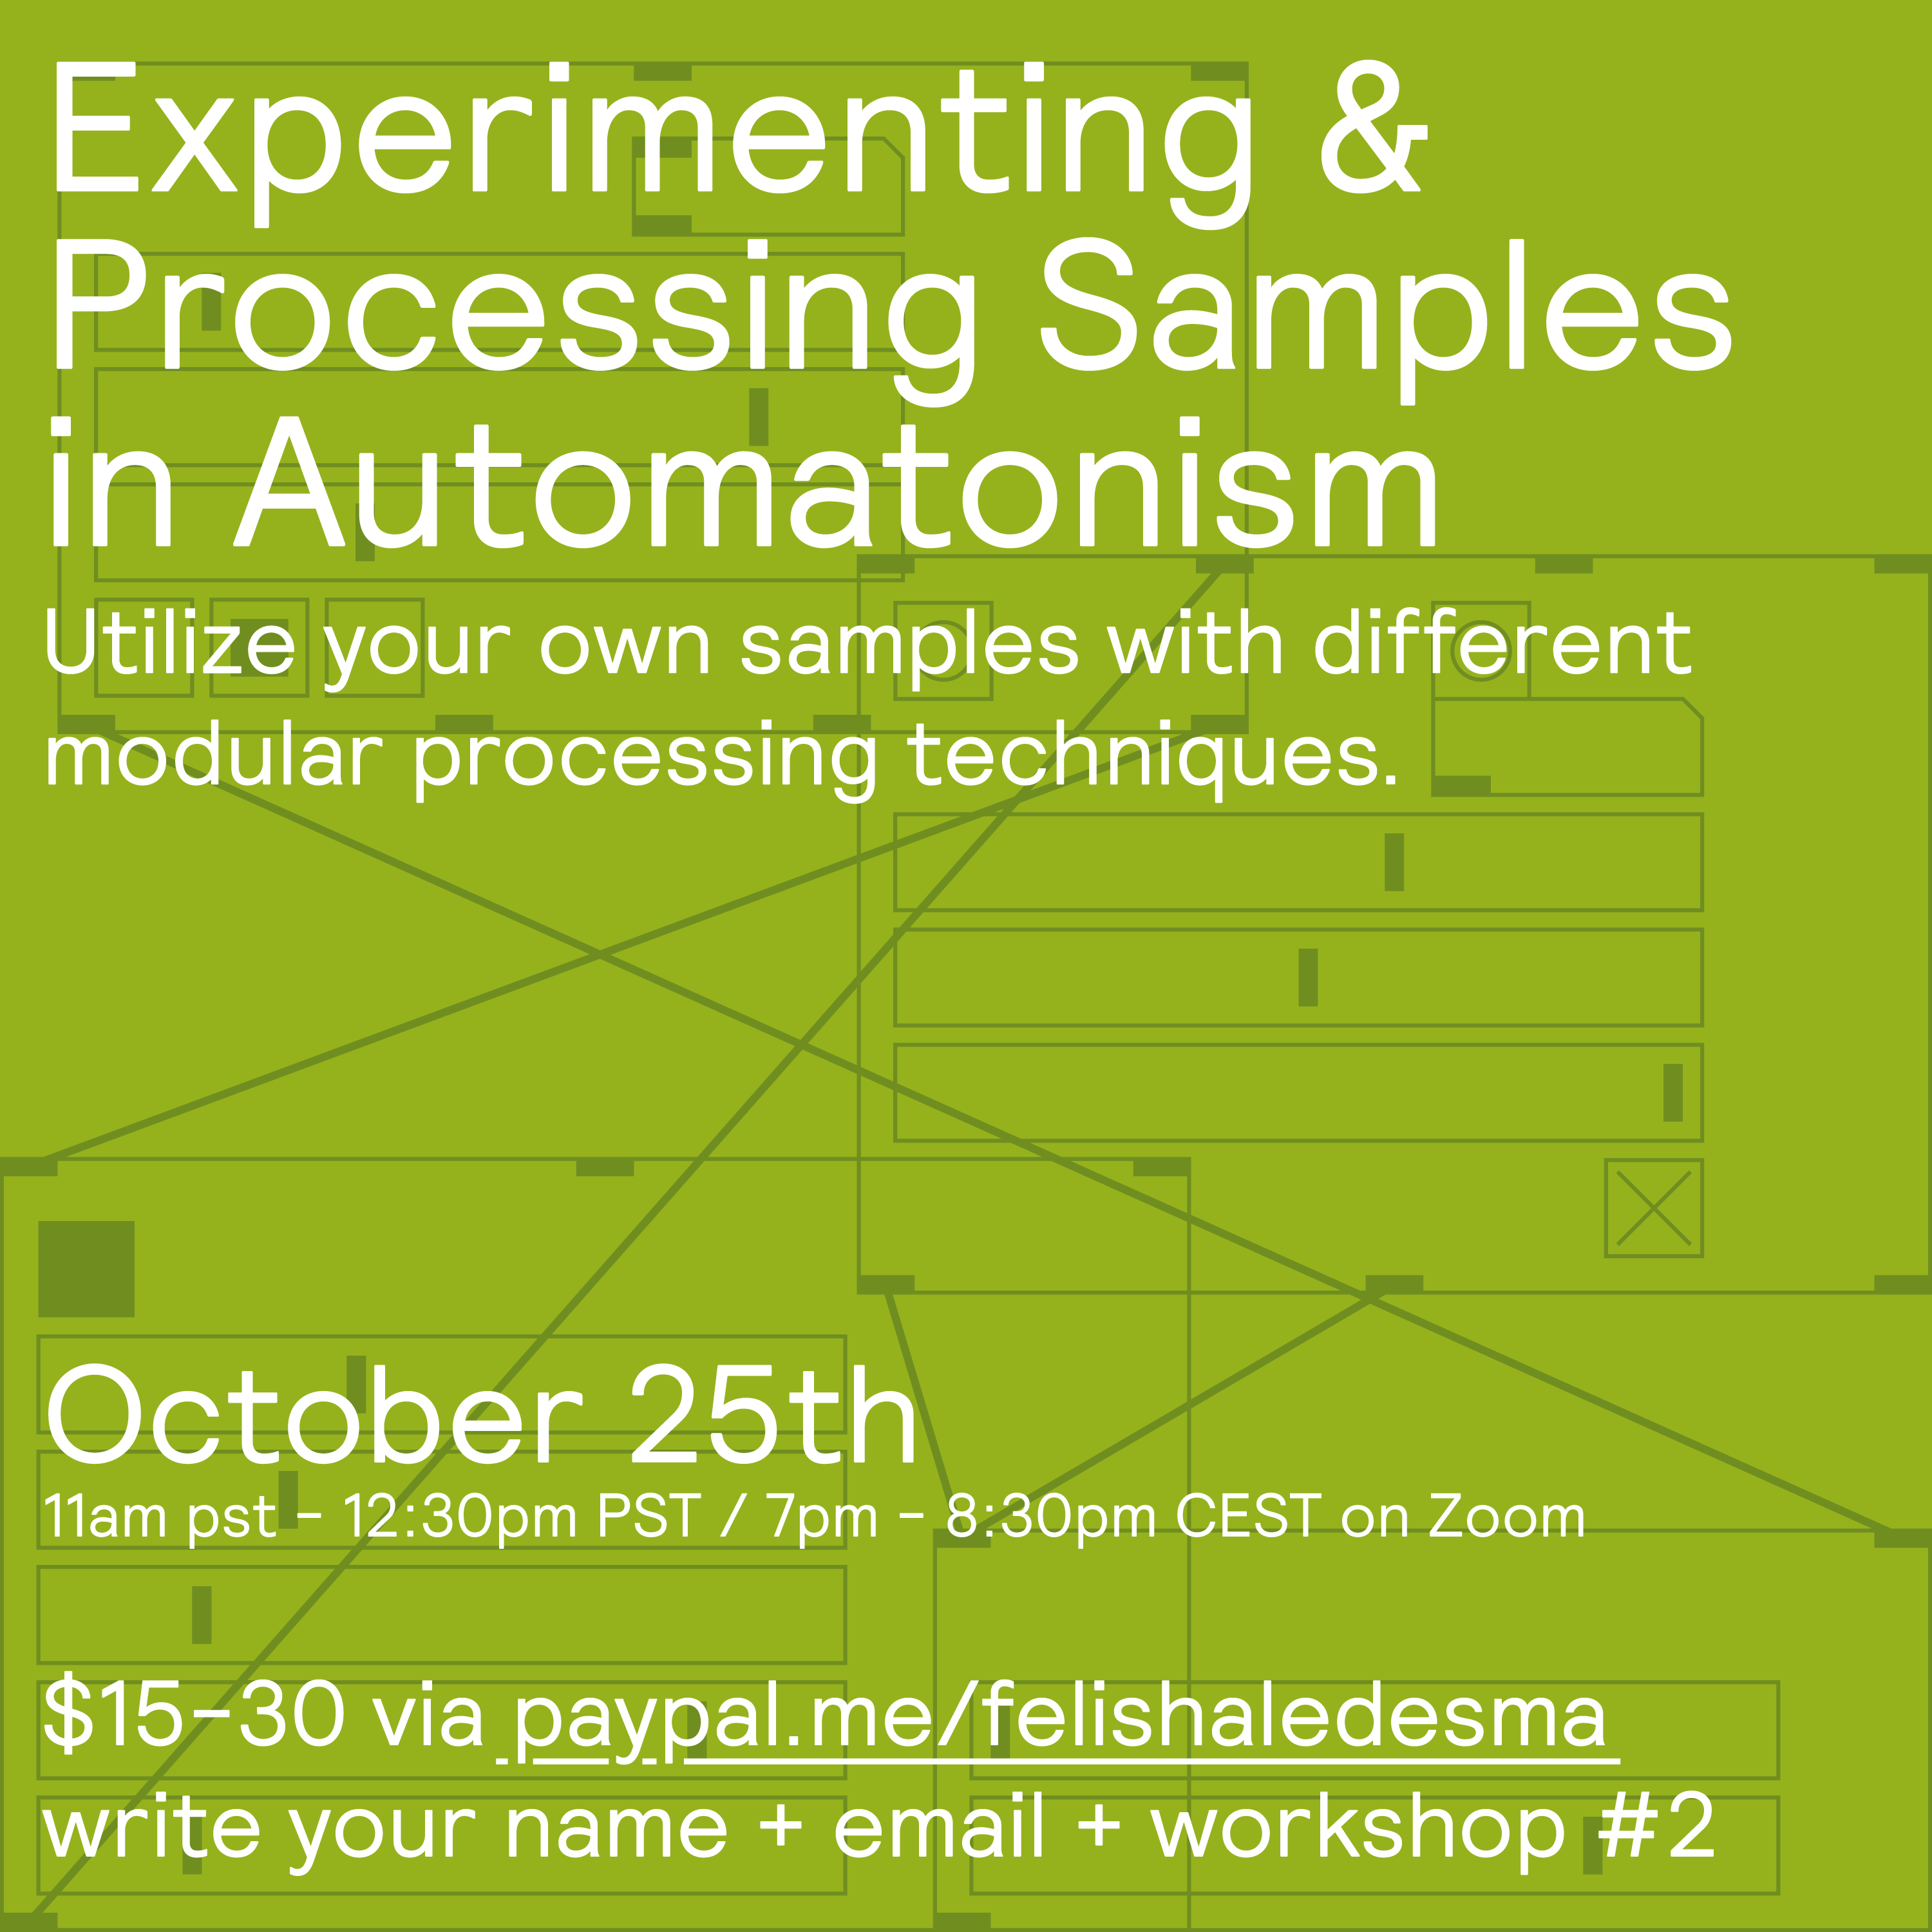 Experimenting &
Processing Samples
in Automatonism
Utilize your own samples with different
modular processing techniques.
October 25th
11am pst– 12:30pm PST / 7pm – 8:30pm CEST on Zoom
$15–30 via paypal.me/felishaledesma
write your name + email + workshop #2